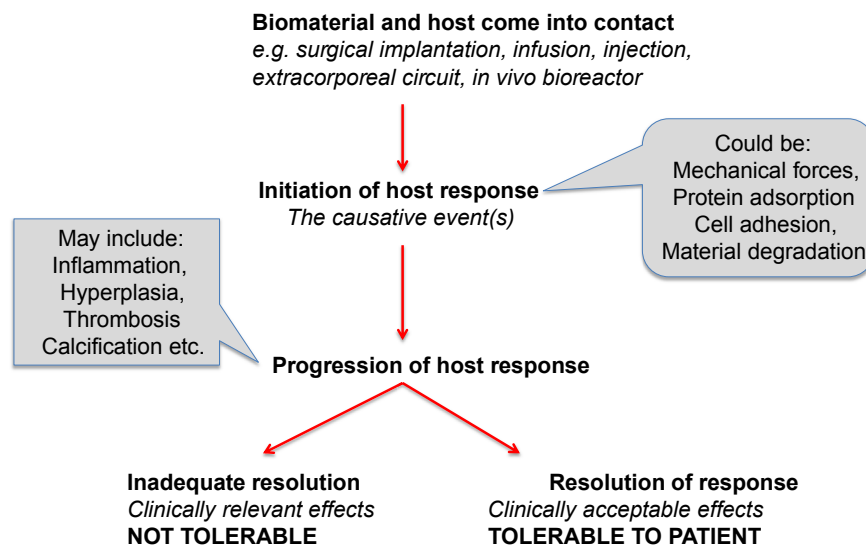 Biomaterial and host come into contact
e.g. surgical implantation, infusion, injection,
extracorporeal circuit, in vivo bioreactor
Could be:
Mechanical forces,
Protein adsorption
Cell adhesion,
Material degradation
Initiation of host response
The causative event(s)
May include:
Inflammation,
Hyperplasia,
Thrombosis
Calcification etc.
Progression of host response
Inadequate resolution
Clinically relevant effects
NOT TOLERABLE
Resolution of response
Clinically acceptable effects
TOLERABLE TO PATIENT